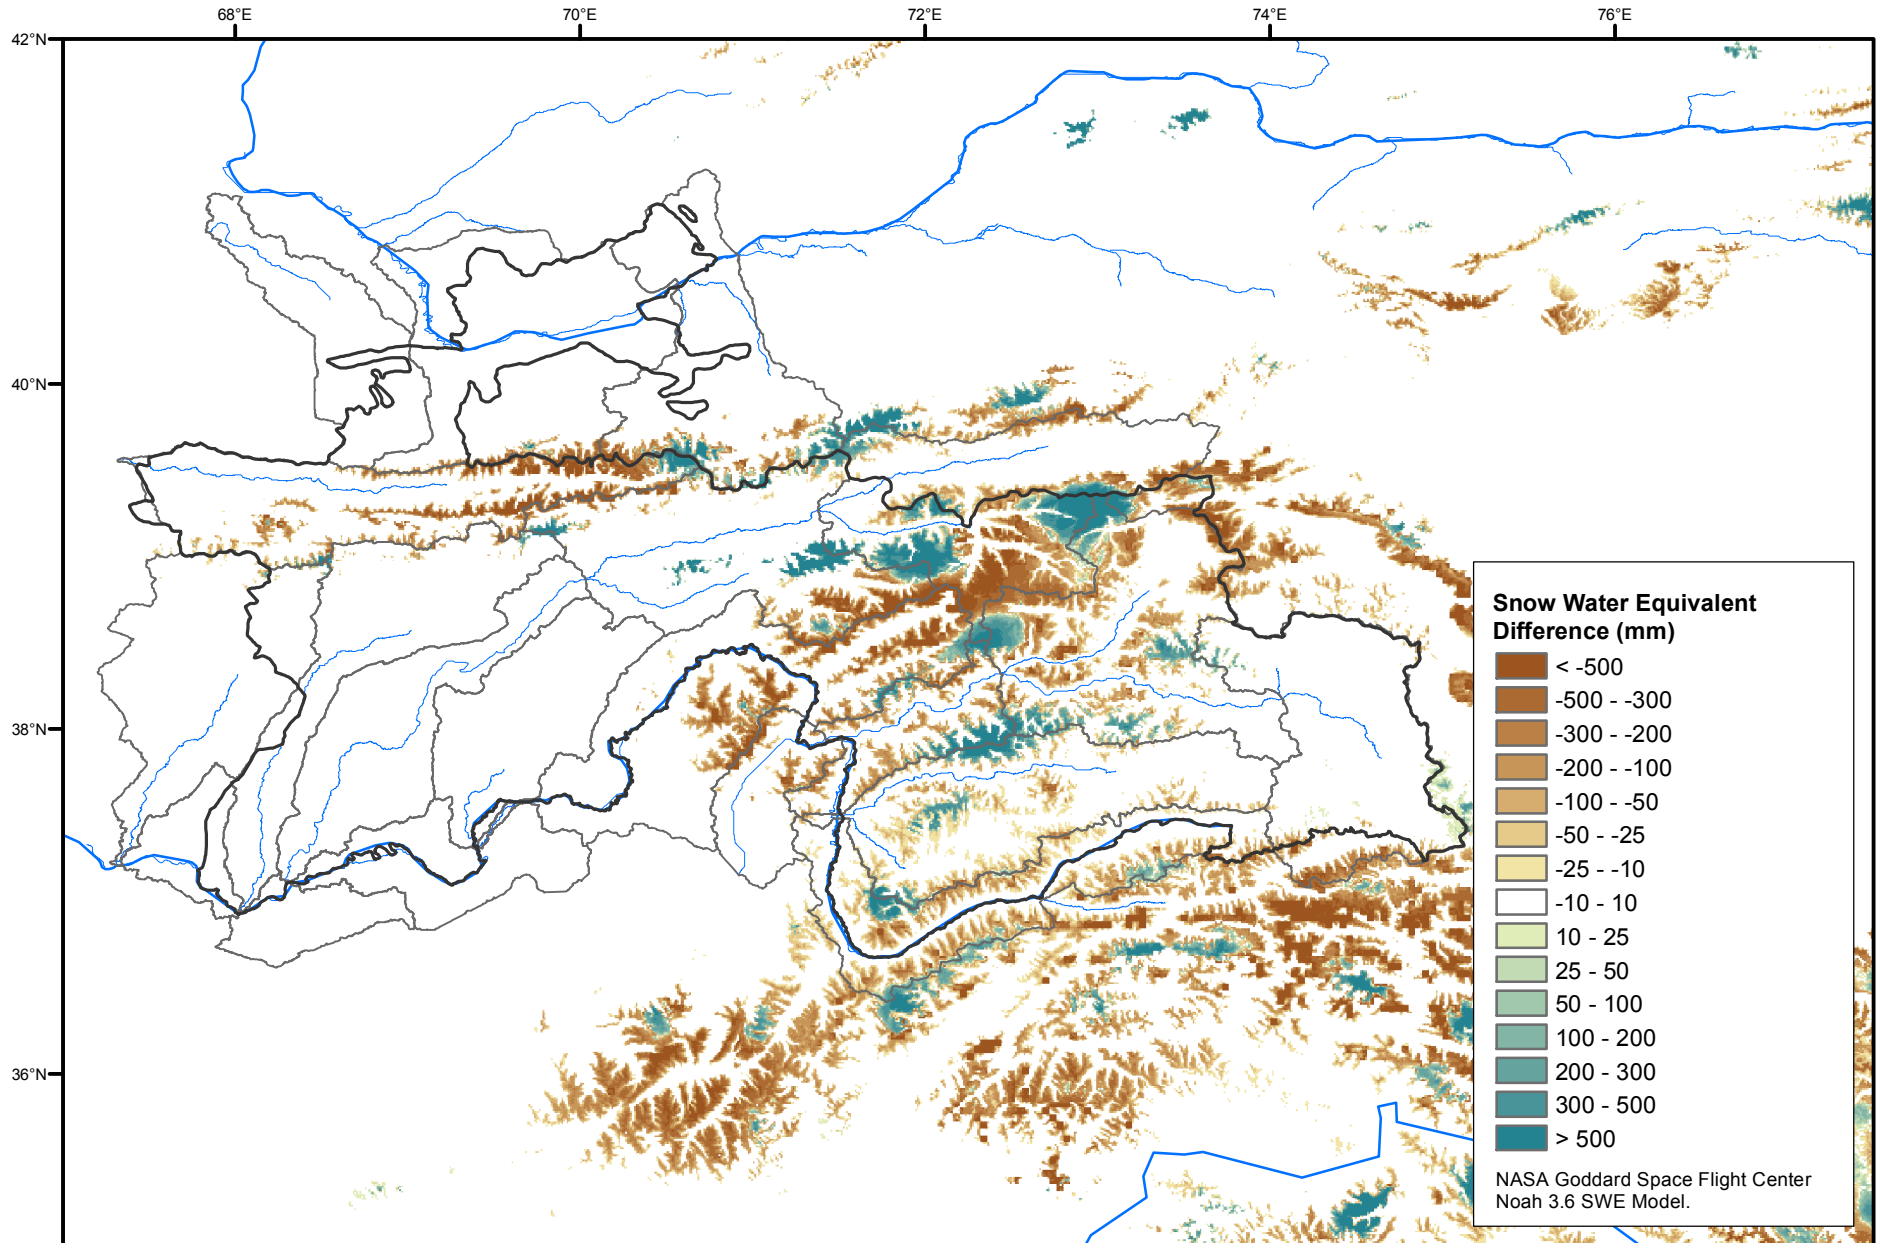 68°E 70°E 72°E 74°E 76°E
42°N
40°N
38°N
36°N
Snow Water Equivalent
Difference (mm)
< -500
-500 - -300
-300 - -200
-200 - -100
-100 - -50
-50 - -25
-25 - -10
-10 - 10
10 - 25
25 - 50
50 - 100
100 - 200
200 - 300
300 - 500
> 500
NASA Goddard Space Flight Center
Noah 3.6 SWE Model.